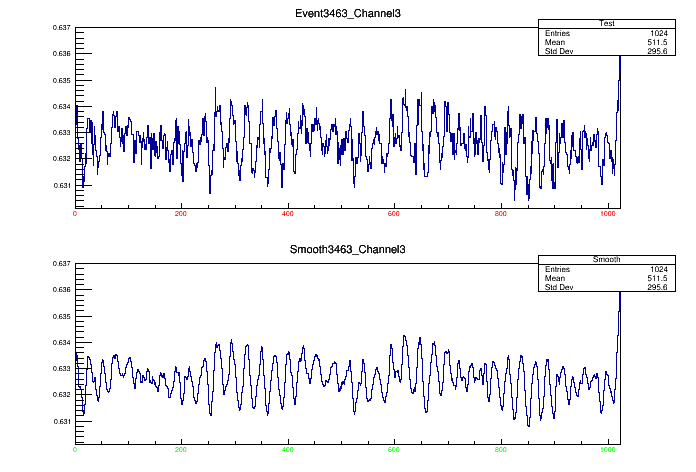 Event3463_Channel3
Test
Entries 1024
Mean 511.5
Std Dev 295.6
0.637
0.636
0.635
0.634
0.633
0.632
0.631
0 200 400 600 800 1000
Smooth3463_Channel3
Smooth
Entries 1024
Mean 511.5
Std Dev 295.6
0.637
0.636
0.635
0.634
0.633
0.632
0.631
0 200 400 600 800 1000